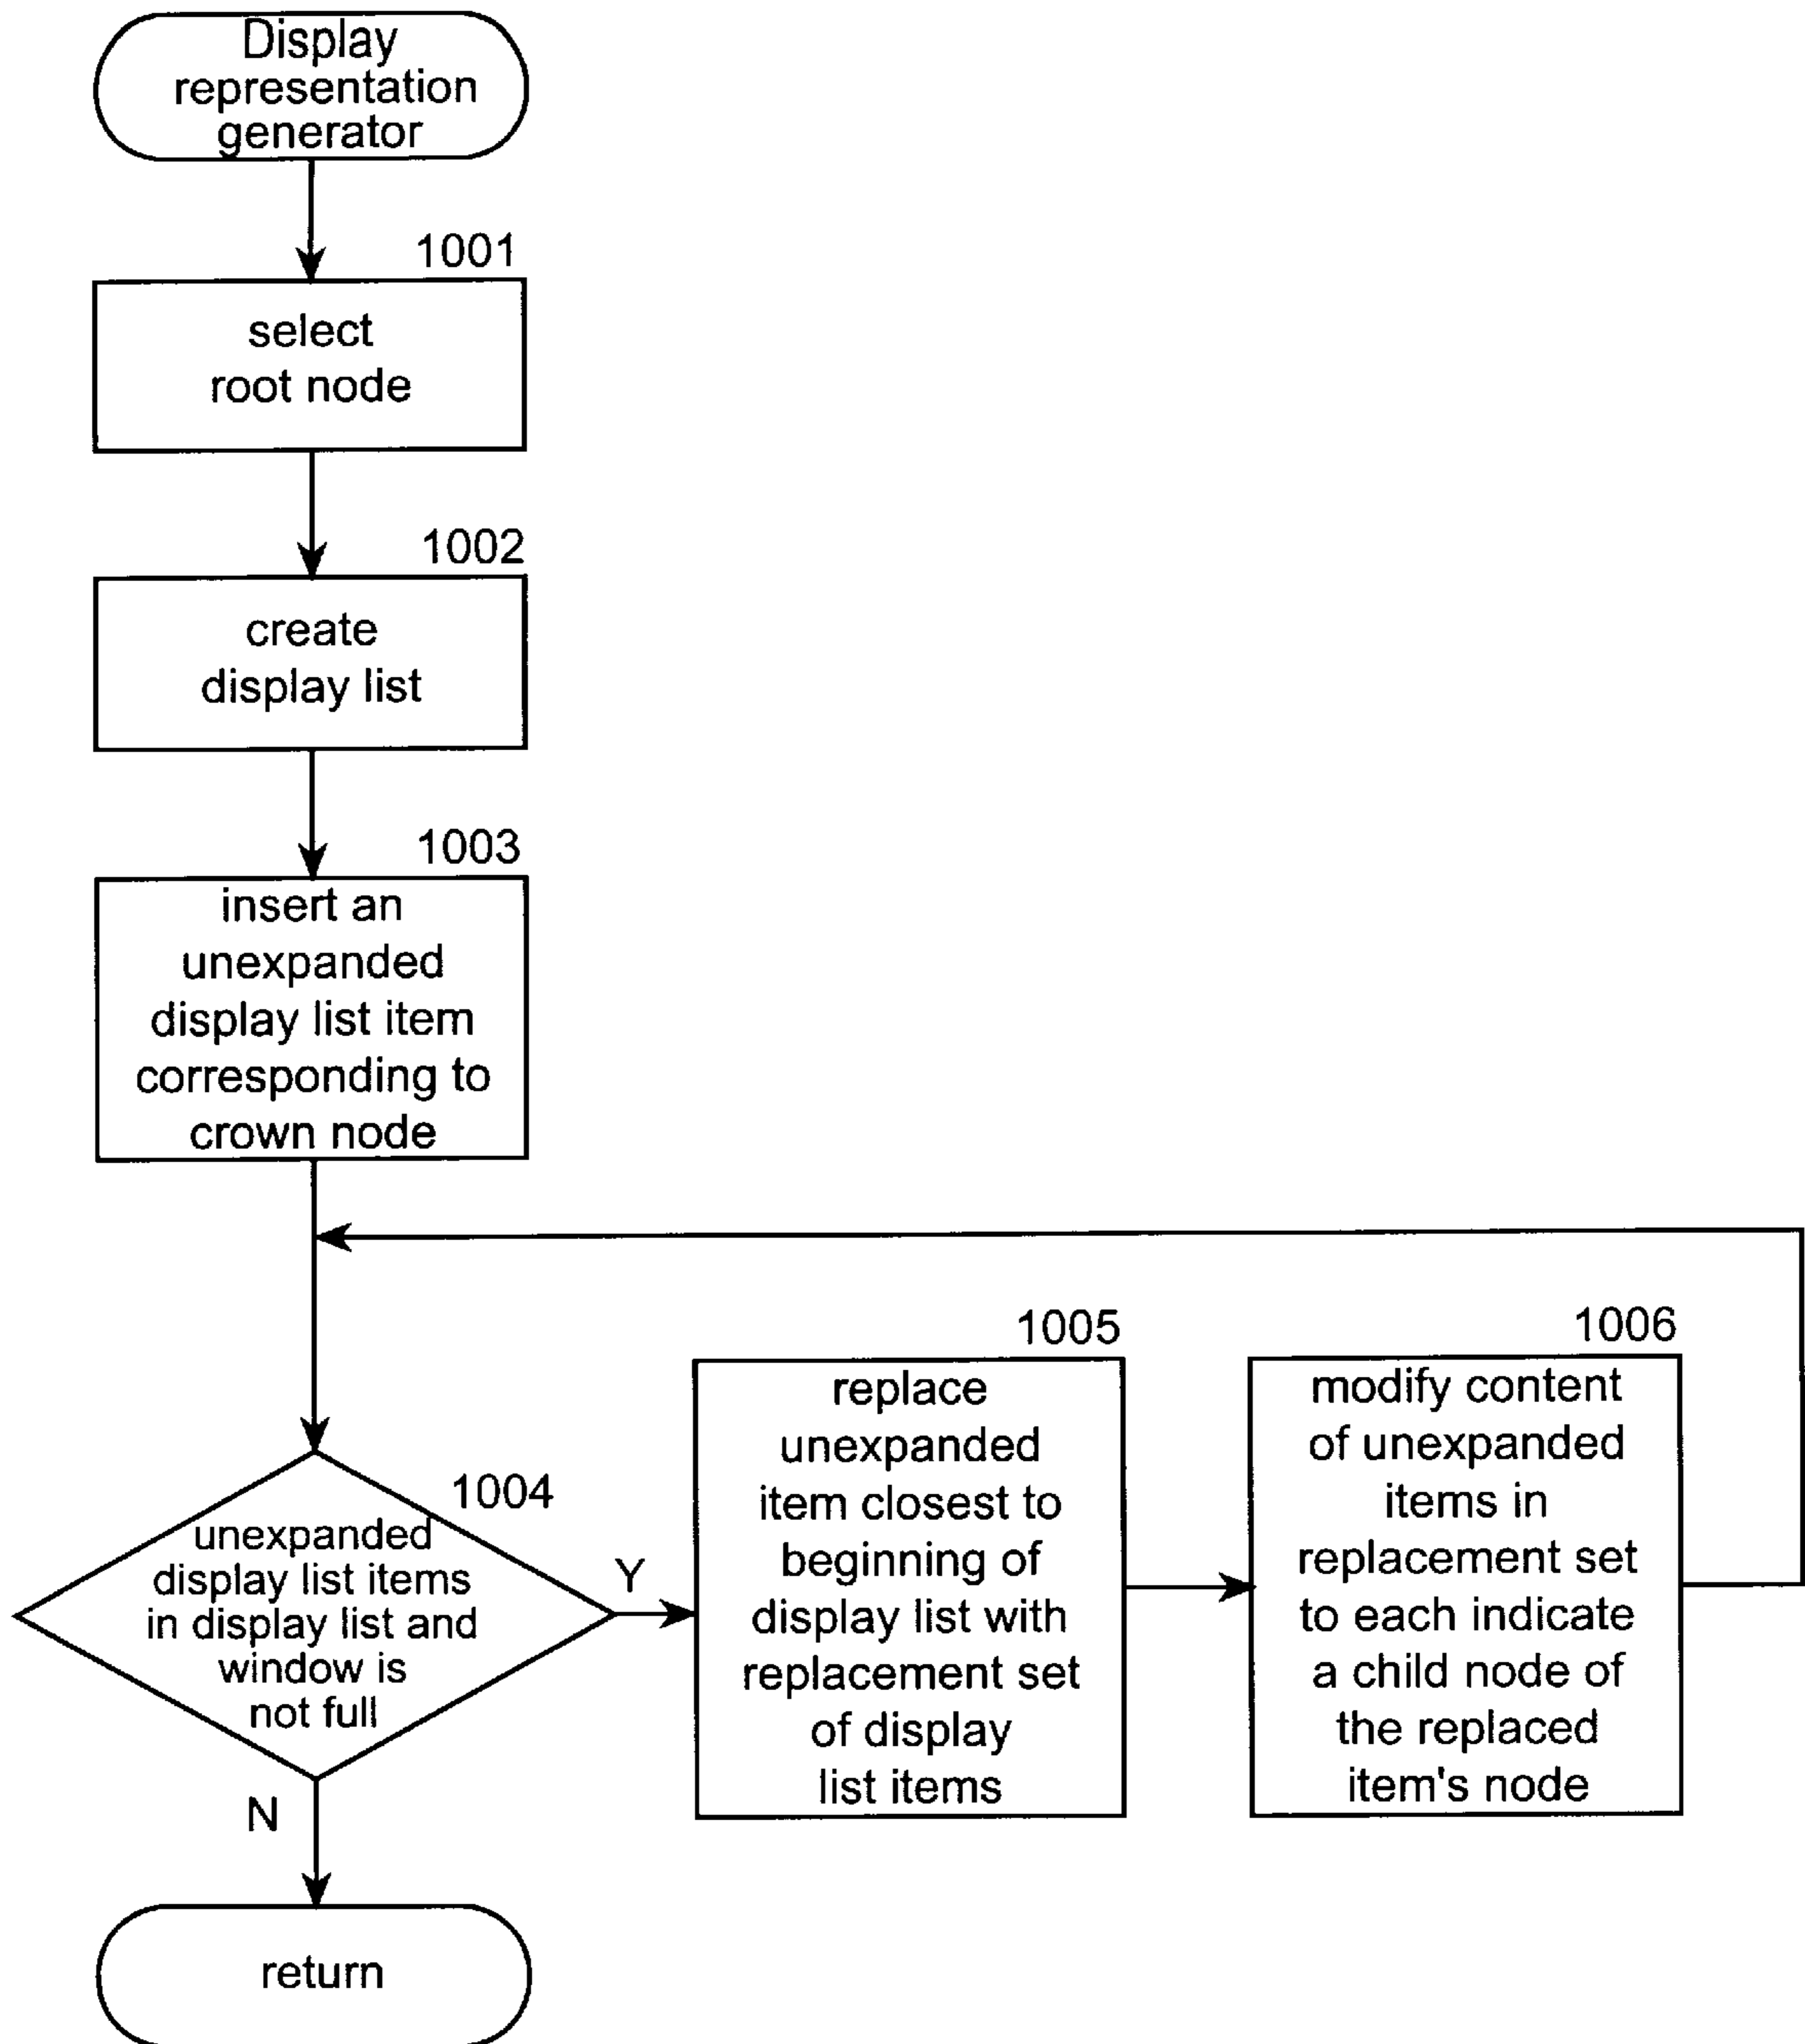 Display
representation
generator
1001
select
root node
1002
create
display list
1003
insert an
unexpanded
display list item
corresponding to
crown node
1004
unexpanded
display list items
in display list and
window is
not full
Y
N
1005
replace
unexpanded
item closest to
beginning of
display list with
replacement set
of display
list items
1006
modify content
of unexpanded
items in
replacement set
to each indicate
a child node of
the replaced
item's node
return